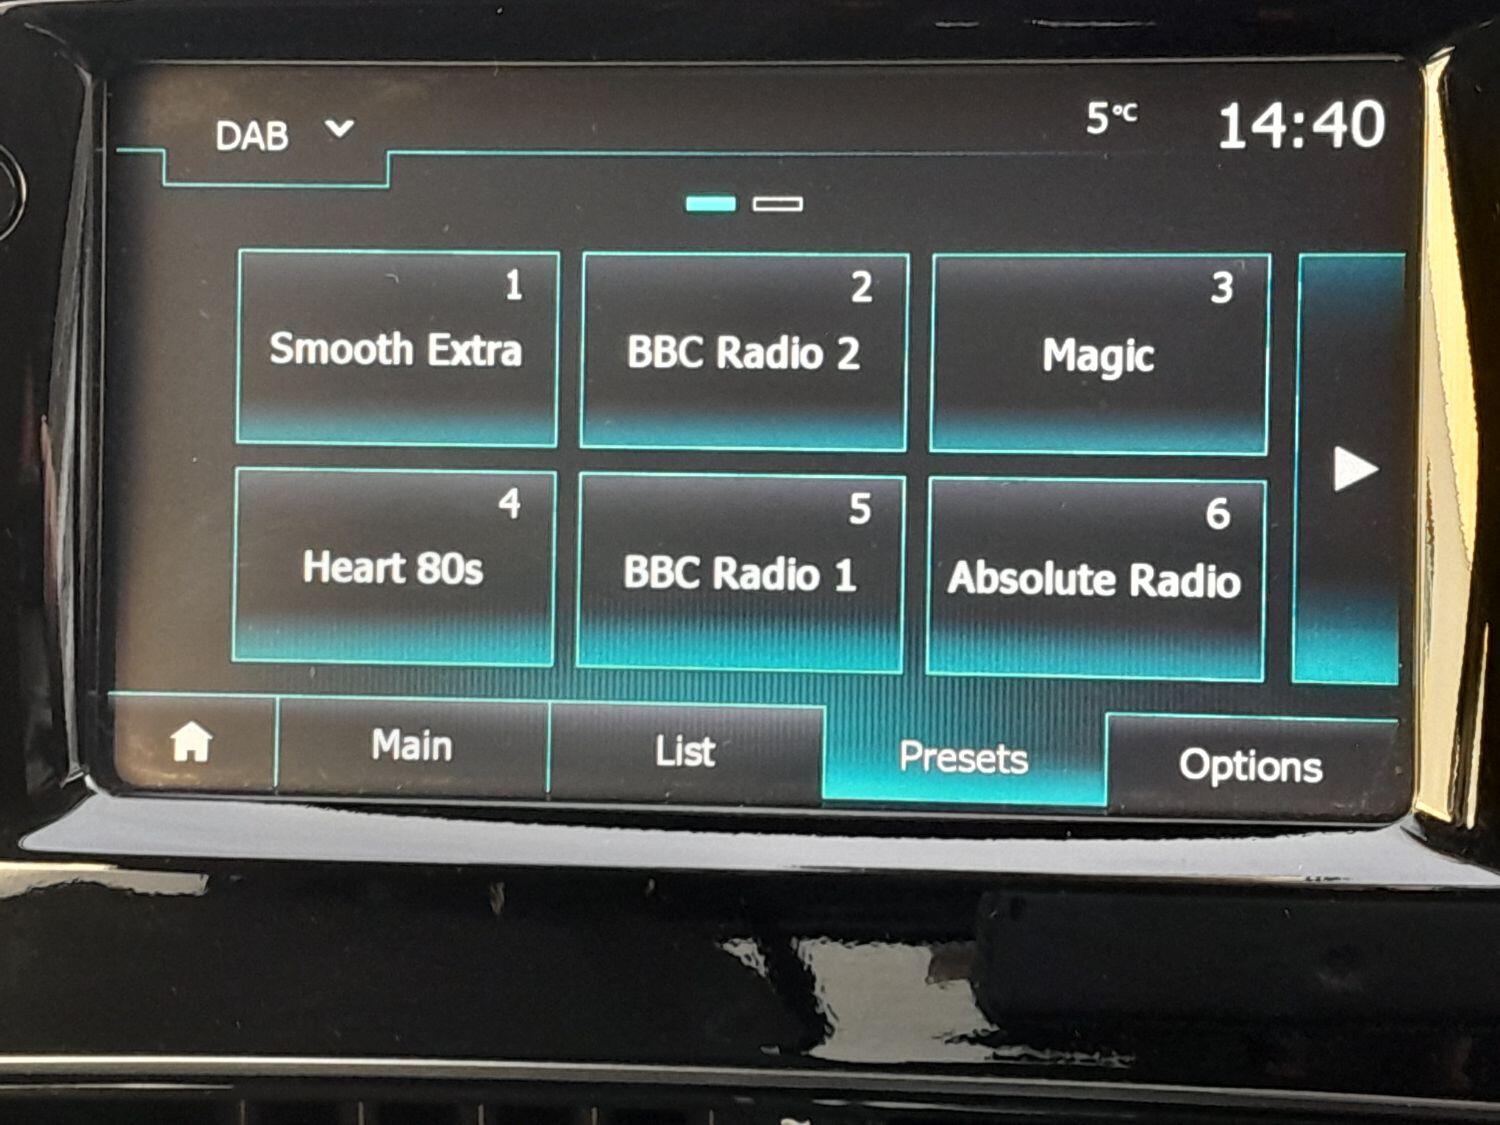 DAB
5°C
14:40
1
Smooth Extra
2
BBC Radio 2
3
Magic
4
Heart 80s
5
BBC Radio 1
6
Absolute Radio
Main
List
Presets
Options